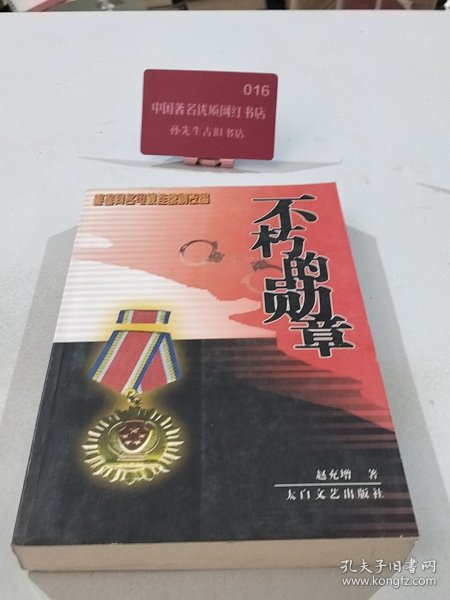 016
中国著名优质网红书店
孙先生古旧书店
不朽的勋章
赵充增 著
太白文艺出版社
孔夫子旧书网
www.kongfz.com